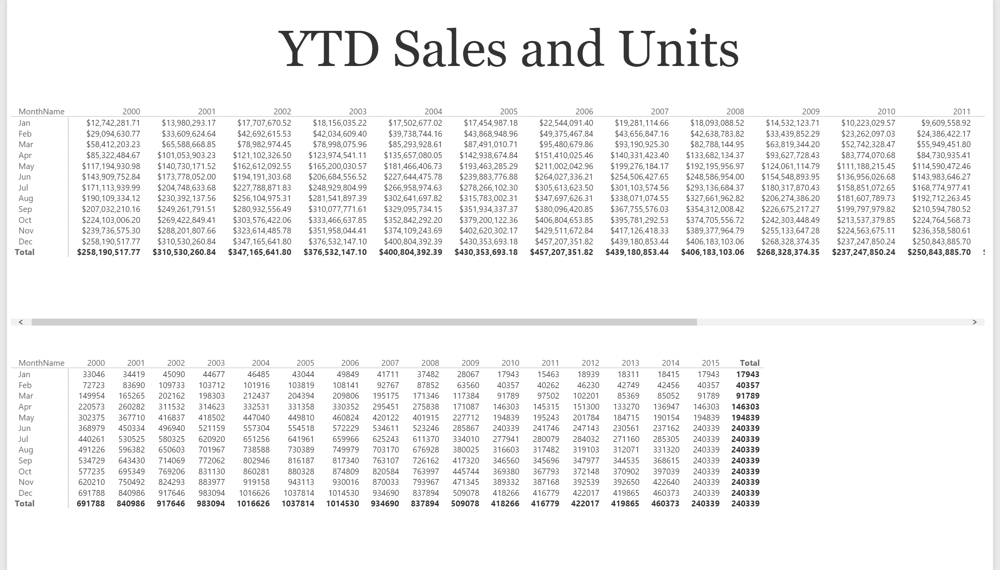 YTD Sales and Units
MonthName 2000 2001 2002 2003 2004 2005 2006 2007 2008 2009 2010 2011
Jan $12,742,281.71 $13,980,293.17 $17,707,670.52 $18,156,035.22 $17,502,677.02 $17,454,987.18 $22,544,091.40 $19,281,114.66 $18,093,088.52 $14,532,123.71 $10,223,029.57 $9,609,558.92
Feb $29,094,630.77 $33,609,624.64 $42,692,615.53 $42,034,609.40 $39,738,744.16 $43,868,948.96 $49,375,467.84 $43,656,847.16 $42,638,783.82 $33,439,852.29 $23,262,097.03 $24,386,422.17
Mar $58,412,203.23 $65,588,668.85 $78,982,974.45 $78,998,075.96 $85,293,928.61 $87,491,010.71 $95,480,679.86 $93,190,925.30 $82,788,144.95 $63,819,344.20 $52,742,328.47 $55,949,451.80
Apr $85,322,484.67 $101,053,903.23 $121,102,326.50 $123,974,541.11 $135,657,080.05 $142,938,674.84 $151,410,025.46 $140,331,423.40 $133,682,134.37 $93,627,728.43 $83,774,070.68 $84,730,935.41
May $117,194,930.98 $140,730,171.52 $162,612,092.55 $165,200,030.57 $181,466,406.73 $193,463,285.29 $211,002,042.96 $199,276,184.17 $192,195,956.97 $124,061,114.79 $111,188,215.45 $114,590,472.46
Jun $143,909,752.84 $173,778,052.00 $194,191,303.68 $206,684,556.52 $227,644,475.78 $239,883,776.88 $264,027,336.21 $254,506,427.65 $248,586,954.00 $154,548,893.95 $136,956,026.68 $143,983,646.27
Jul $171,113,939.99 $204,748,633.68 $227,788,871.83 $248,929,804.99 $266,958,974.63 $278,266,102.30 $305,613,623.50 $301,103,574.56 $293,136,684.37 $180,317,870.43 $158,851,072.65 $168,774,977.41
Aug $190,109,334.12 $230,392,137.56 $256,104,975.31 $281,541,897.39 $302,641,697.82 $315,783,002.31 $347,697,626.31 $338,071,074.55 $327,661,962.82 $206,274,386.20 $181,607,789.73 $192,712,263.45
Sep $207,032,210.16 $249,261,791.51 $280,932,556.49 $310,077,771.61 $329,095,734.15 $351,934,337.37 $380,096,420.85 $367,755,576.03 $354,312,008.42 $226,675,217.27 $199,797,979.82 $210,594,780.52
Oct $224,103,006.20 $269,422,849.41 $303,576,422.06 $333,466,637.85 $352,842,292.20 $379,200,122.36 $406,804,653.85 $395,781,292.53 $374,705,556.72 $242,303,448.49 $213,537,379.85 $224,764,568.73
Nov $239,736,575.30 $288,201,807.66 $323,614,485.78 $351,958,044.41 $374,109,243.69 $402,620,302.17 $429,511,672.84 $417,126,418.33 $389,377,964.79 $255,133,647.28 $224,563,675.11 $236,358,580.61
Dec $258,190,517.77 $310,530,260.84 $347,165,641.80 $376,532,147.10 $400,804,392.39 $430,353,693.18 $457,207,351.82 $439,180,853.44 $406,183,103.06 $268,328,374.35 $237,247,850.24 $250,843,885.70
Total $258,190,517.77 $310,530,260.84 $347,165,641.80 $376,532,147.10 $400,804,392.39 $430,353,693.18 $457,207,351.82 $439,180,853.44 $406,183,103.06 $268,328,374.35 $237,247,850.24 $250,843,885.70
MonthName 2000 2001 2002 2003 2004 2005 2006 2007 2008 2009 2010 2011 2012 2013 2014 2015 Total
Jan 33046 34419 45090 44677 46485 43044 49849 41711 37482 28067 17943 15463 18939 18311 18415 17943 17943
Feb 72723 83690 109733 103712 101916 103819 108141 92767 87852 63560 40357 40262 46230 42749 42456 40357 40357
Mar 149954 165265 202162 198303 212437 204394 209806 195175 171346 117384 91789 97502 102201 85369 85052 91789 91789
Apr 220573 260282 311532 314623 332531 331358 330352 295451 275838 171087 146303 145315 151300 133270 136947 146303 146303
May 302375 367710 416837 418502 447040 449810 460824 420122 401915 227712 194839 195243 201784 184715 190154 194839 194839
Jun 368979 450334 496940 521159 557304 554518 572229 534611 523246 285867 240339 241746 247143 230561 237162 240339 240339
Jul 440261 530525 580325 620920 651256 641961 659966 625243 611370 334010 277941 280079 284032 271160 285305 240339 240339
Aug 491226 596382 650603 701967 738588 730389 749979 703170 676928 380025 316603 317482 319103 312071 331320 240339 240339
Sep 534729 643430 714069 772062 802946 816187 817340 763107 726162 417320 346560 345696 347977 344535 368615 240339 240339
Oct 577235 695349 769206 831130 860281 880328 874809 820584 763997 445744 369380 367793 372148 370902 397039 240339 240339
Nov 620210 750492 824293 883977 919158 943113 930016 870033 793967 471345 389332 387168 392539 392650 422640 240339 240339
Dec 691788 840986 917646 983094 1016626 1037814 1014530 934690 837894 509078 418266 416779 422017 419865 460373 240339 240339
Total 691788 840986 917646 983094 1016626 1037814 1014530 934690 837894 509078 418266 416779 422017 419865 460373 240339 240339